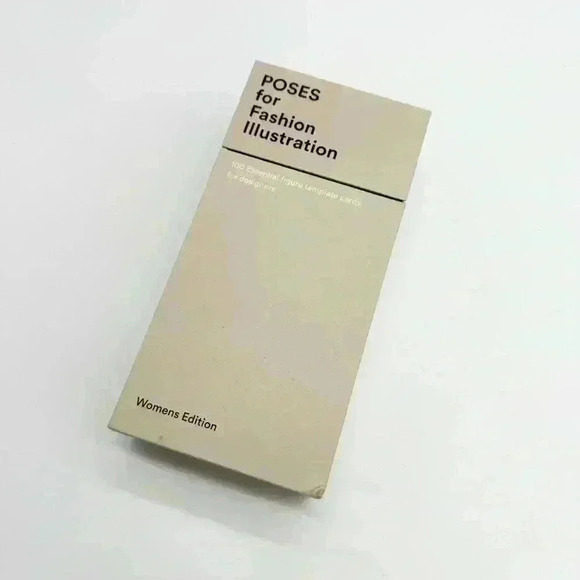 POSES
for
Fashion
Illustration
100 Essential figure template cards
for designers
Womens Edition